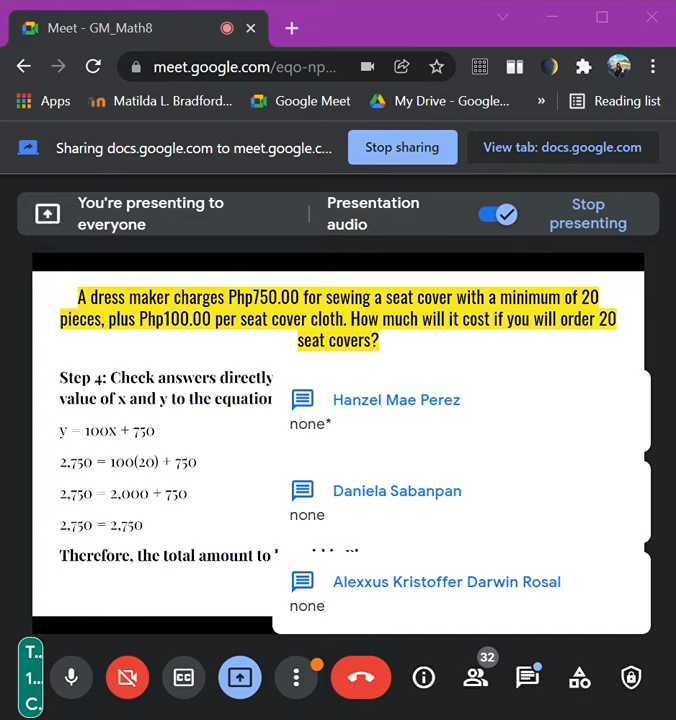 Meet - GM_Math8
meet.google.com/eqo-np...
Apps
Matilda L. Bradford...
Google Meet
My Drive - Google...
»
Reading list
Sharing docs.google.com to meet.google.c...
Stop sharing
View tab: docs.google.com
You're presenting to
everyone
Presentation
audio
Stop
presenting
A dress maker charges Php750.00 for sewing a seat cover with a minimum of 20
pieces, plus Php100.00 per seat cover cloth. How much will it cost if you will order 20
seat covers?
Step 4: Check answers directly
value of x and y to the equation
y = 100x + 750
2,750 = 100(20) + 750
2,750 = 2,000 + 750
2,750 = 2,750
Therefore, the total amount to
Hanzel Mae Perez
none*
Daniela Sabanpan
none
Alexxus Kristoffer Darwin Rosal
none
T..
1...
C.
CC
32